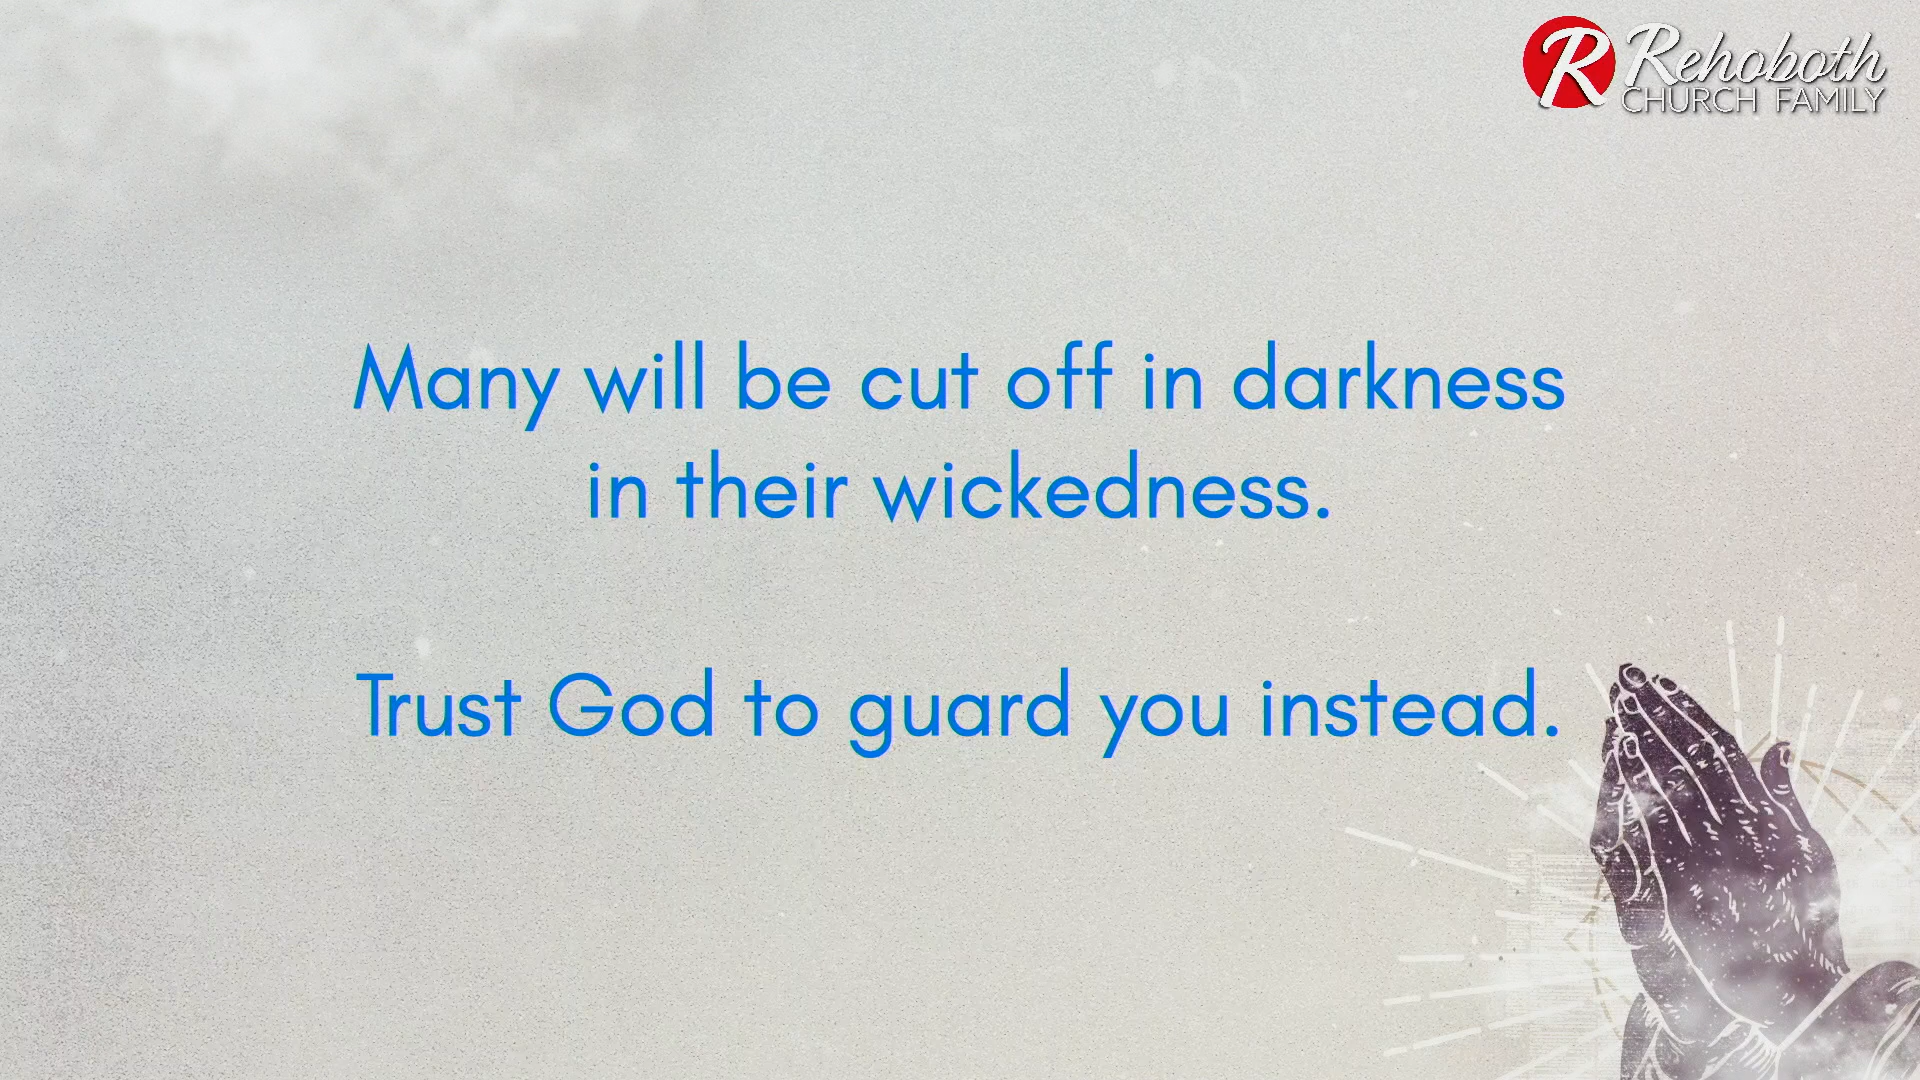 R Rehoboth
CHURCH FAMILY
Many will be cut off in darkness
in their wickedness.
Trust God to guard you instead.